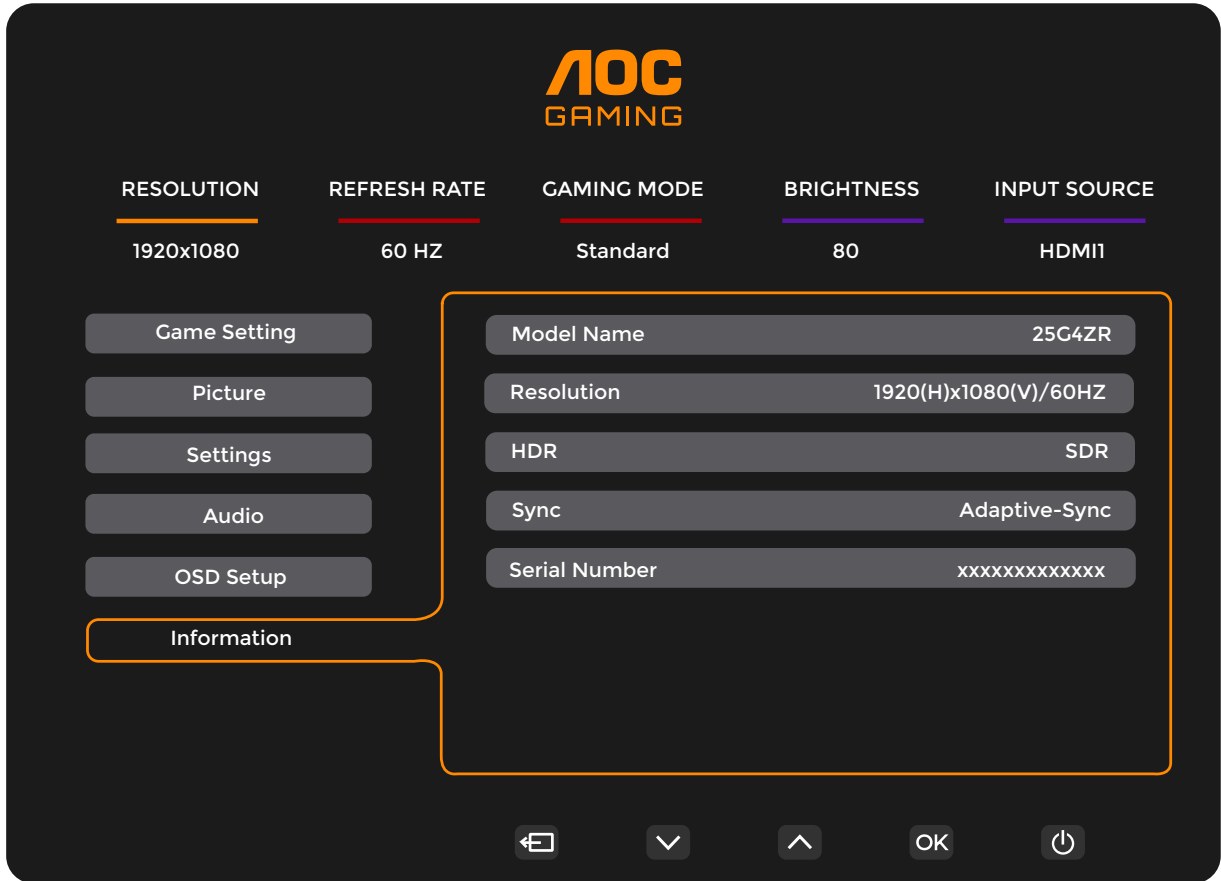 AOC
GAMING
RESOLUTION REFRESH RATE GAMING MODE BRIGHTNESS INPUT SOURCE
1920x1080 60 HZ Standard 80 HDMI1
Game Setting
Picture
Settings
Audio
OSD Setup
Information
Model Name 25G4ZR
Resolution 1920(H)x1080(V)/60HZ
HDR SDR
Sync Adaptive-Sync
Serial Number xxxxxxxxxxxxx
OK